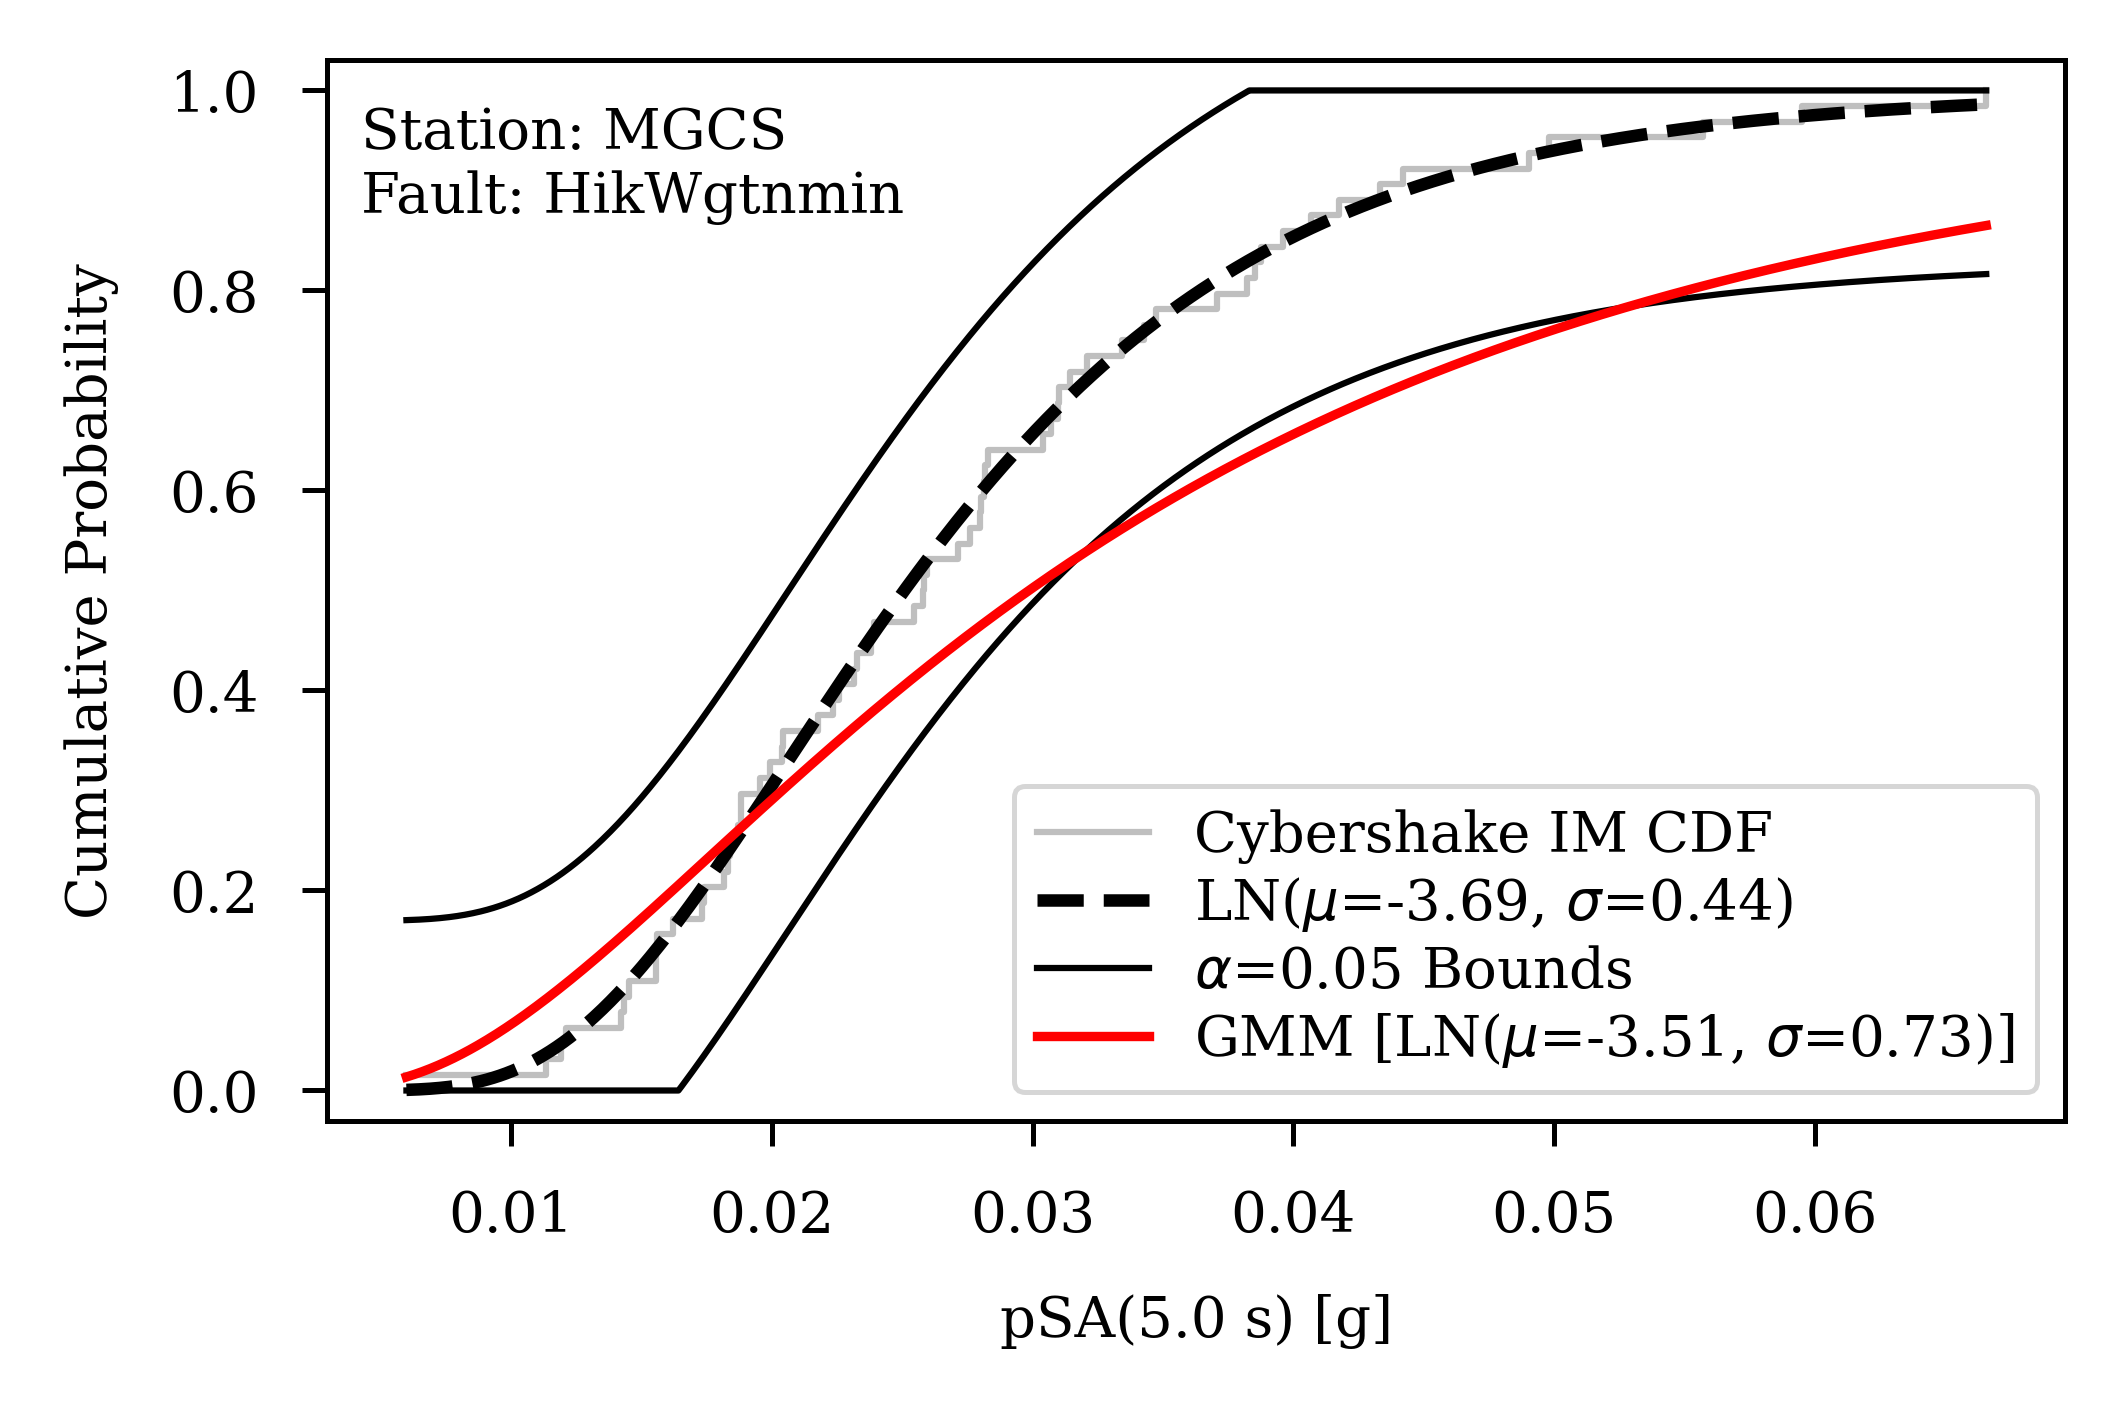 Station: MGCS
Fault: HikWgtnmin
Cumulative Probability
1.0
0.8
0.6
0.4
0.2
0.0
Cybershake IM CDF
LN(μ=-3.69, σ=0.44)
α=0.05 Bounds
GMM [LN(μ=-3.51, σ=0.73)]
0.01 0.02 0.03 0.04 0.05 0.06
pSA(5.0 s) [g]